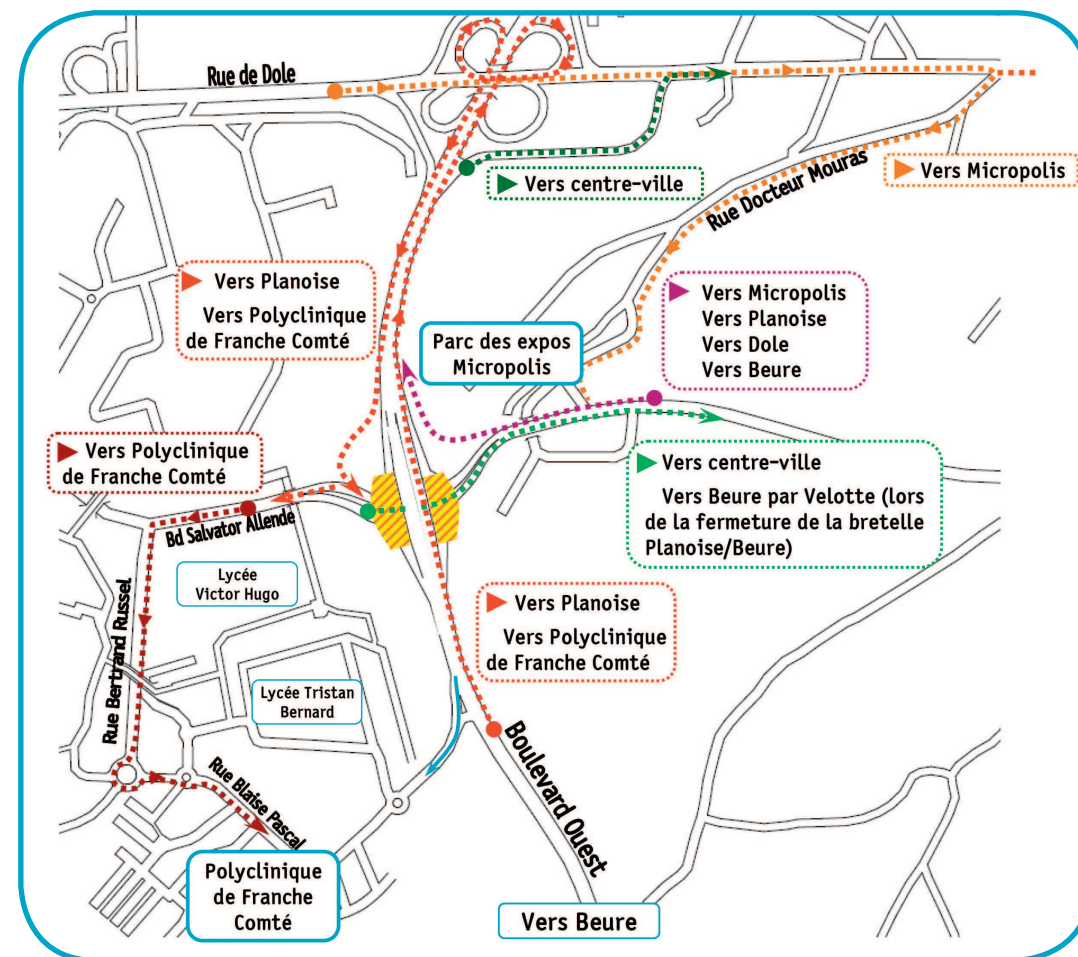 Rue de Dole
Vers centre-ville
Vers Micropolis
Rue Docteur Mouras
Vers Planoise
Vers Polyclinique
de Franche Comté
Parc des expos
Micropolis
Vers Micropolis
Vers Planoise
Vers Dole
Vers Beure
Vers Polyclinique
de Franche Comté
Vers centre-ville
Vers Beure par Velotte (lors
de la fermeture de la bretelle
Planoise/Beure)
Bd Salvator Allende
Lycée
Victor Hugo
Rue Bertrand Russel
Vers Planoise
Vers Polyclinique
de Franche Comté
Lycée Tristan
Bernard
Boulevard Ouest
Rue Blaise Pascal
Polyclinique
de Franche
Comté
Vers Beure